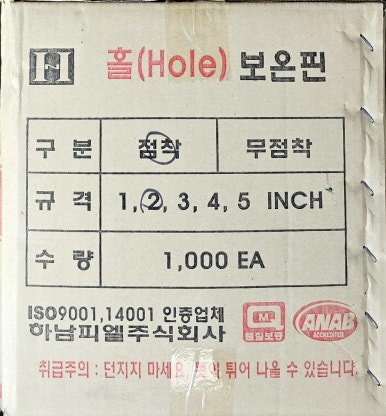 홀(Hole) 보온핀
구 분 점착 무점착
규 격 1, 2, 3, 4, 5 INCH
수 량 1,000 EA
ISO9001,14001 인증업체
하남피엘주식회사
품질보증
ANAB
ACCREDITED
취급주의 : 던지지 마세요. 튀어 나올 수 있습니다.